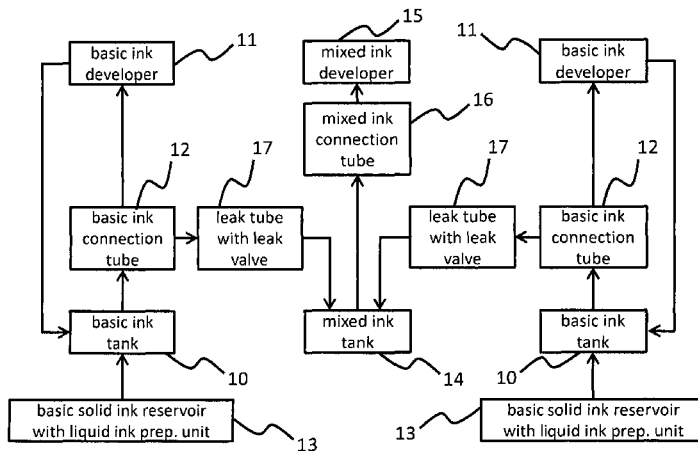 11
15
11
basic ink
developer
mixed ink
developer
basic ink
developer
16
mixed ink
connection
tube
12
17
17
12
basic ink
connection
tube
leak tube
with leak
valve
leak tube
with leak
valve
basic ink
connection
tube
basic ink
tank
mixed ink
tank
basic ink
tank
10
14
10
basic solid ink reservoir
with liquid ink prep. unit
13
13
basic solid ink reservoir
with liquid ink prep. unit